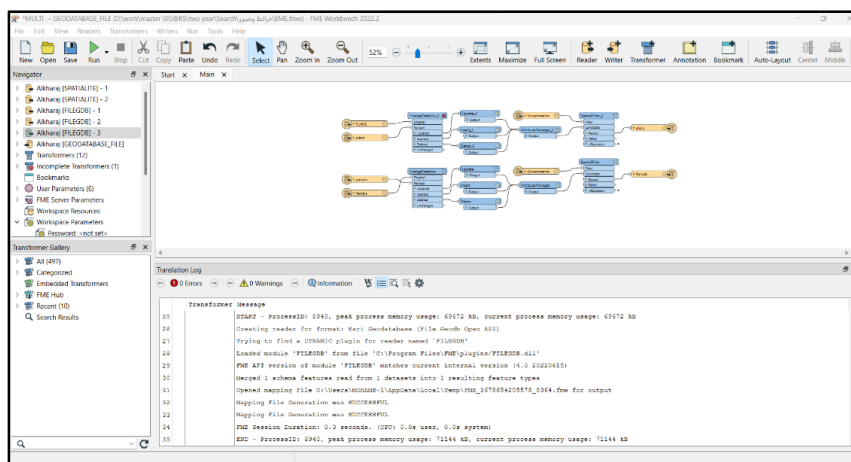 *MULTI -> GEODATABASE_FILE (D:\work\master GIS@RS\two year\Search\خرائط وصور\EME.fmw) - FME Workbench 2022.2
File Edit View Readers Transformers Writers Run Tools Help
New Open Save Run Stop Cut Copy Paste Undo Redo Select Pan Zoom In Zoom Out 52% Extents Maximize Full Screen Reader Writer Transformer Annotation Bookmark Auto-Layout Center Middle
Navigator
Start Main
Alkharaj [SPATIALITE] - 1
Alkharaj [SPATIALITE] - 2
Alkharaj [FILEGDB] - 1
Alkharaj [FILEGDB] - 2
Alkharaj [FILEGDB] - 3
Alkharaj [GEODATABASE_FILE]
Transformers (12)
Incomplete Transformers (1)
Bookmarks
User Parameters (6)
FME Server Parameters
Workspace Resources
Workspace Parameters
Password: <not set>
Transformer Gallery
All (497)
Categorized
Embedded Transformers
FME Hub
Recent (10)
Search Results
Translation Log
0 Errors 0 Warnings Information
Transformer Message
25 START - ProcessID: 8940, peak process memory usage: 69672 kB, current process memory usage: 69672 kB
26 Creating reader for format: Esri Geodatabase (File Geodb Open API)
27 Trying to find a DYNAMIC plugin for reader named 'FILEGDB'
28 Loaded module 'FILEGDB' from file 'C:\Program Files\FME\plugins/FILEGDB.dll'
29 FME API version of module 'FILEGDB' matches current internal version (4.0 20220615)
30 Merged 1 schema features read from 1 datasets into 1 resulting feature types
31 Opened mapping file C:\Users\MOHAME~1\AppData\Local\Temp\FME_1678654205578_8364.fmw for output
32 Mapping File Generation was SUCCESSFUL
33 Mapping File Generation was SUCCESSFUL
34 FME Session Duration: 0.3 seconds. (CPU: 0.0s user, 0.0s system)
35 END - ProcessID: 8940, peak process memory usage: 71144 kB, current process memory usage: 71144 kB